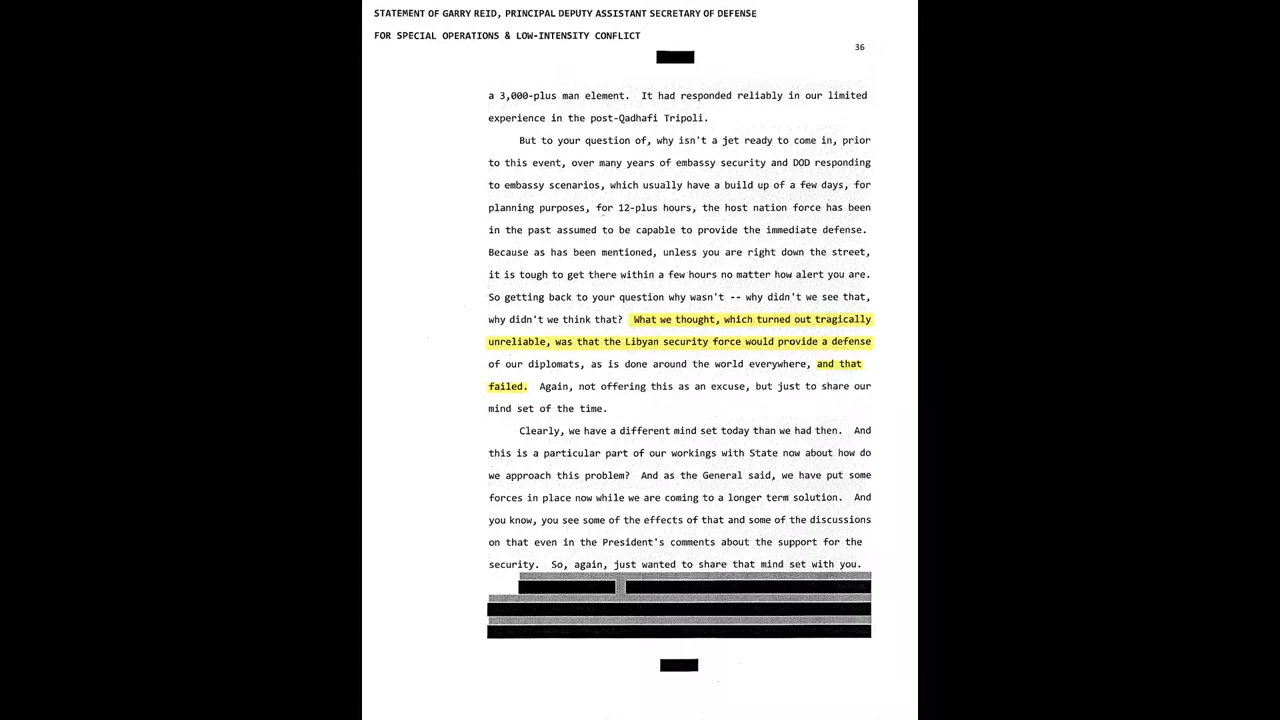 STATEMENT OF GARRY REID, PRINCIPAL DEPUTY ASSISTANT SECRETARY OF DEFENSE
FOR SPECIAL OPERATIONS & LOW-INTENSITY CONFLICT
36
a 3,000-plus man element. It had responded reliably in our limited
experience in the post-Qadhafi Tripoli.
But to your question of, why isn't a jet ready to come in, prior
to this event, over many years of embassy security and DOD responding
to embassy scenarios, which usually have a build up of a few days, for
planning purposes, for 12-plus hours, the host nation force has been
in the past assumed to be capable to provide the immediate defense.
Because as has been mentioned, unless you are right down the street,
it is tough to get there within a few hours no matter how alert you are.
So getting back to your question why wasn't -- why didn't we see that,
why didn't we think that? What we thought, which turned out tragically
unreliable, was that the Libyan security force would provide a defense
of our diplomats, as is done around the world everywhere, and that
failed. Again, not offering this as an excuse, but just to share our
mind set of the time.
Clearly, we have a different mind set today than we had then. And
this is a particular part of our workings with State now about how do
we approach this problem? And as the General said, we have put some
forces in place now while we are coming to a longer term solution. And
you know, you see some of the effects of that and some of the discussions
on that even in the President's comments about the support for the
security. So, again, just wanted to share that mind set with you.